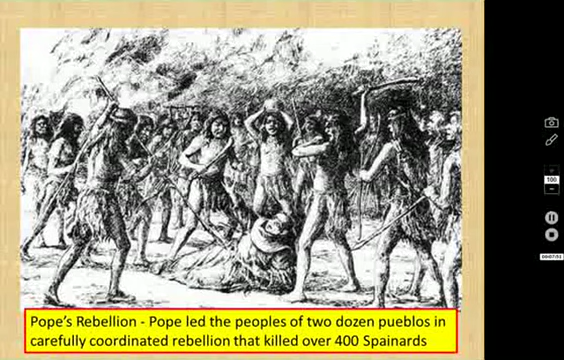 Pope's Rebellion - Pope led the peoples of two dozen pueblos in
carefully coordinated rebellion that killed over 400 Spainards
100